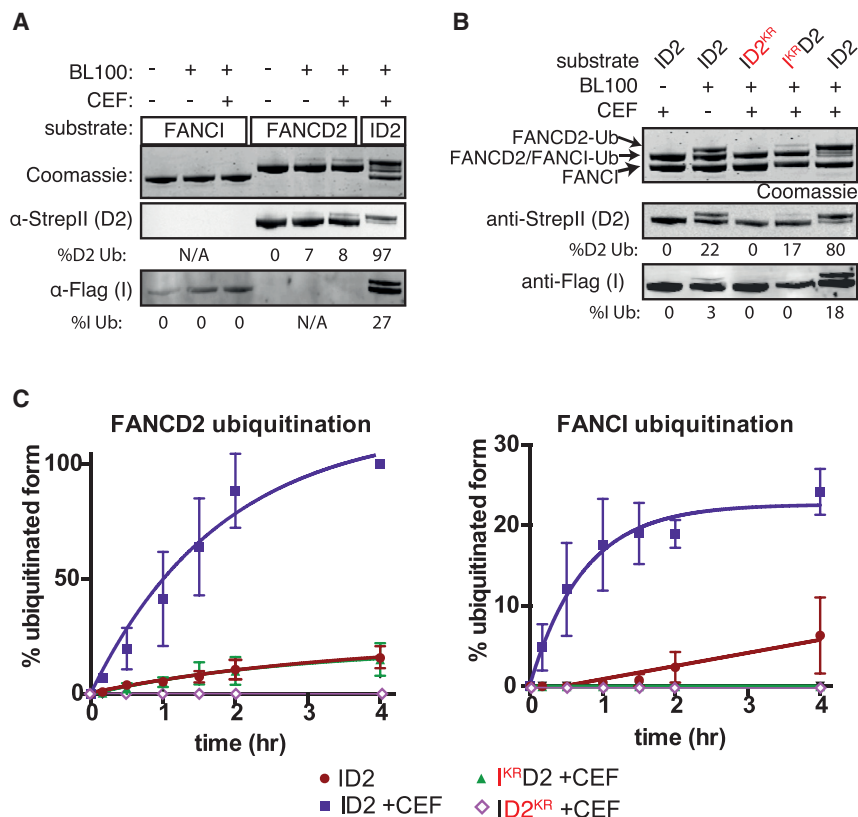 A
BL100: - + + - + + +
CEF: - - + - - + +
substrate: FANCI FANCD2 ID2
Coomassie:
α-StrepII (D2)
%D2 Ub: N/A 0 7 8 97
α-Flag (I)
%I Ub: 0 0 0 N/A 27
B
substrate ID2 ID2 ID2KR IKRD2 ID2
BL100 - + + + +
CEF + - + + +
FANCD2-Ub
FANCD2/FANCI-Ub
FANCI
Coomassie
anti-StrepII (D2)
%D2 Ub 0 22 0 17 80
anti-Flag (I)
%I Ub 0 3 0 0 18
C
FANCD2 ubiquitination
% ubiquitinated form
100
50
0
0 1 2 3 4
time (hr)
FANCI ubiquitination
% ubiquitinated form
30
20
10
0
0 1 2 3 4
time (hr)
ID2
ID2 +CEF
IKRD2 +CEF
ID2KR +CEF